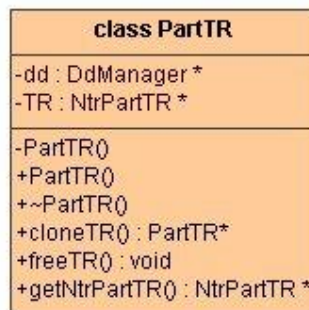 class PartTR
-dd : DdManager *
-TR : NtrPartTR *
-PartTR()
+PartTR()
+~PartTR()
+cloneTR() : PartTR*
+freeTR() : void
+getNtrPartTR() : NtrPartTR *